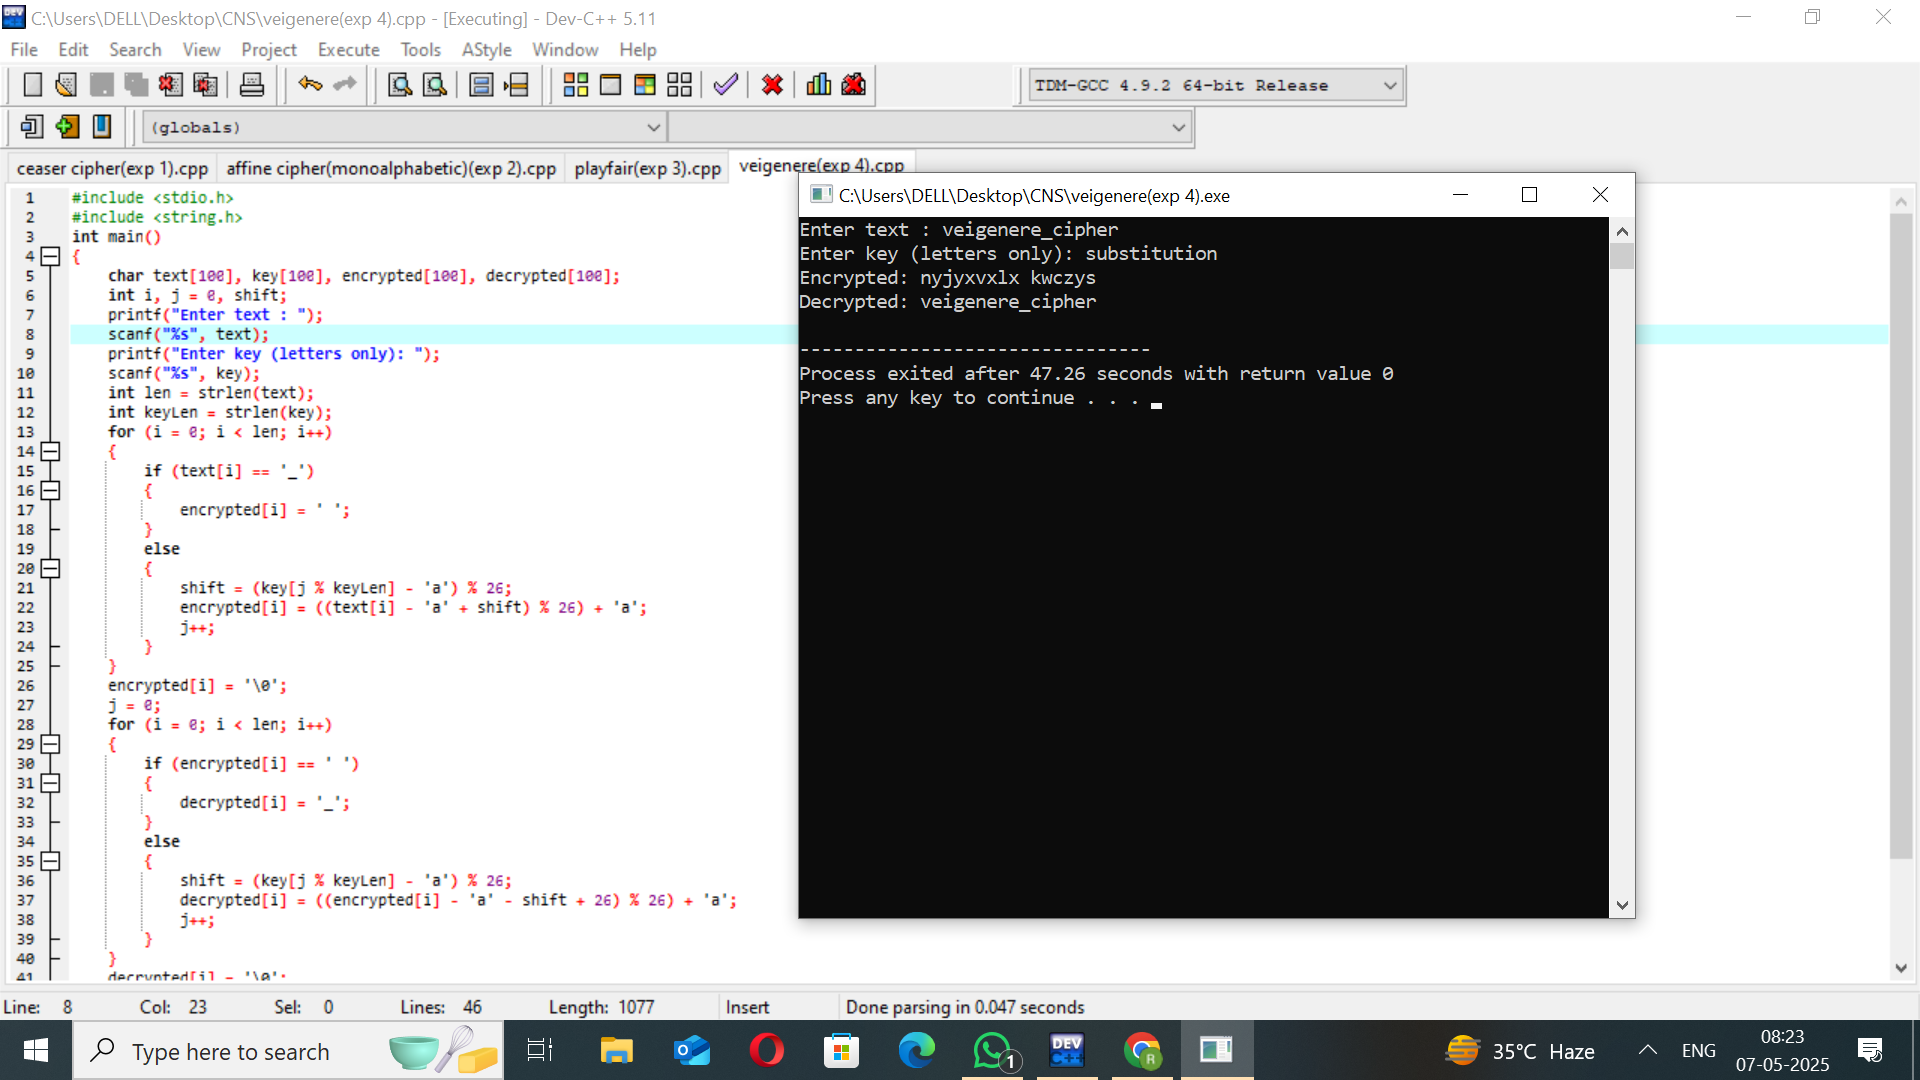 C:\Users\DELL\Desktop\CNS\veigenere(exp 4).cpp - [Executing] - Dev-C++ 5.11
File Edit Search View Project Execute Tools AStyle Window Help
TDM-GCC 4.9.2 64-bit Release
(globals)
ceaser cipher(exp 1).cpp affine cipher(monoalphabetic)(exp 2).cpp playfair(exp 3).cpp veigenere(exp 4).cpp
1 #include <stdio.h>
2 #include <string.h>
3 int main()
4 {
5 char text[100], key[100], encrypted[100], decrypted[100];
6 int i, j = 0, shift;
7 printf("Enter text : ");
8 scanf("%s", text);
9 printf("Enter key (letters only): ");
10 scanf("%s", key);
11 int len = strlen(text);
12 int keyLen = strlen(key);
13 for (i = 0; i < len; i++)
14 {
15 if (text[i] == '_')
16 {
17 encrypted[i] = ' ';
18 }
19 else
20 {
21 shift = (key[j % keyLen] - 'a') % 26;
22 encrypted[i] = ((text[i] - 'a' + shift) % 26) + 'a';
23 j++;
24 }
25 }
26 encrypted[i] = '\0';
27 j = 0;
28 for (i = 0; i < len; i++)
29 {
30 if (encrypted[i] == ' ')
31 {
32 decrypted[i] = '_';
33 }
34 else
35 {
36 shift = (key[j % keyLen] - 'a') % 26;
37 decrypted[i] = ((encrypted[i] - 'a' - shift + 26) % 26) + 'a';
38 j++;
39 }
40 }
41 decrypted[i] = '\0';
C:\Users\DELL\Desktop\CNS\veigenere(exp 4).exe
Enter text : veigenere_cipher
Enter key (letters only): substitution
Encrypted: nyjyxvxlx kwczys
Decrypted: veigenere_cipher
--------------------------------
Process exited after 47.26 seconds with return value 0
Press any key to continue . . .
Line: 8 Col: 23 Sel: 0 Lines: 46 Length: 1077 Insert Done parsing in 0.047 seconds
Type here to search
1
DEV
C++
R
35°C Haze
ENG
08:23
07-05-2025